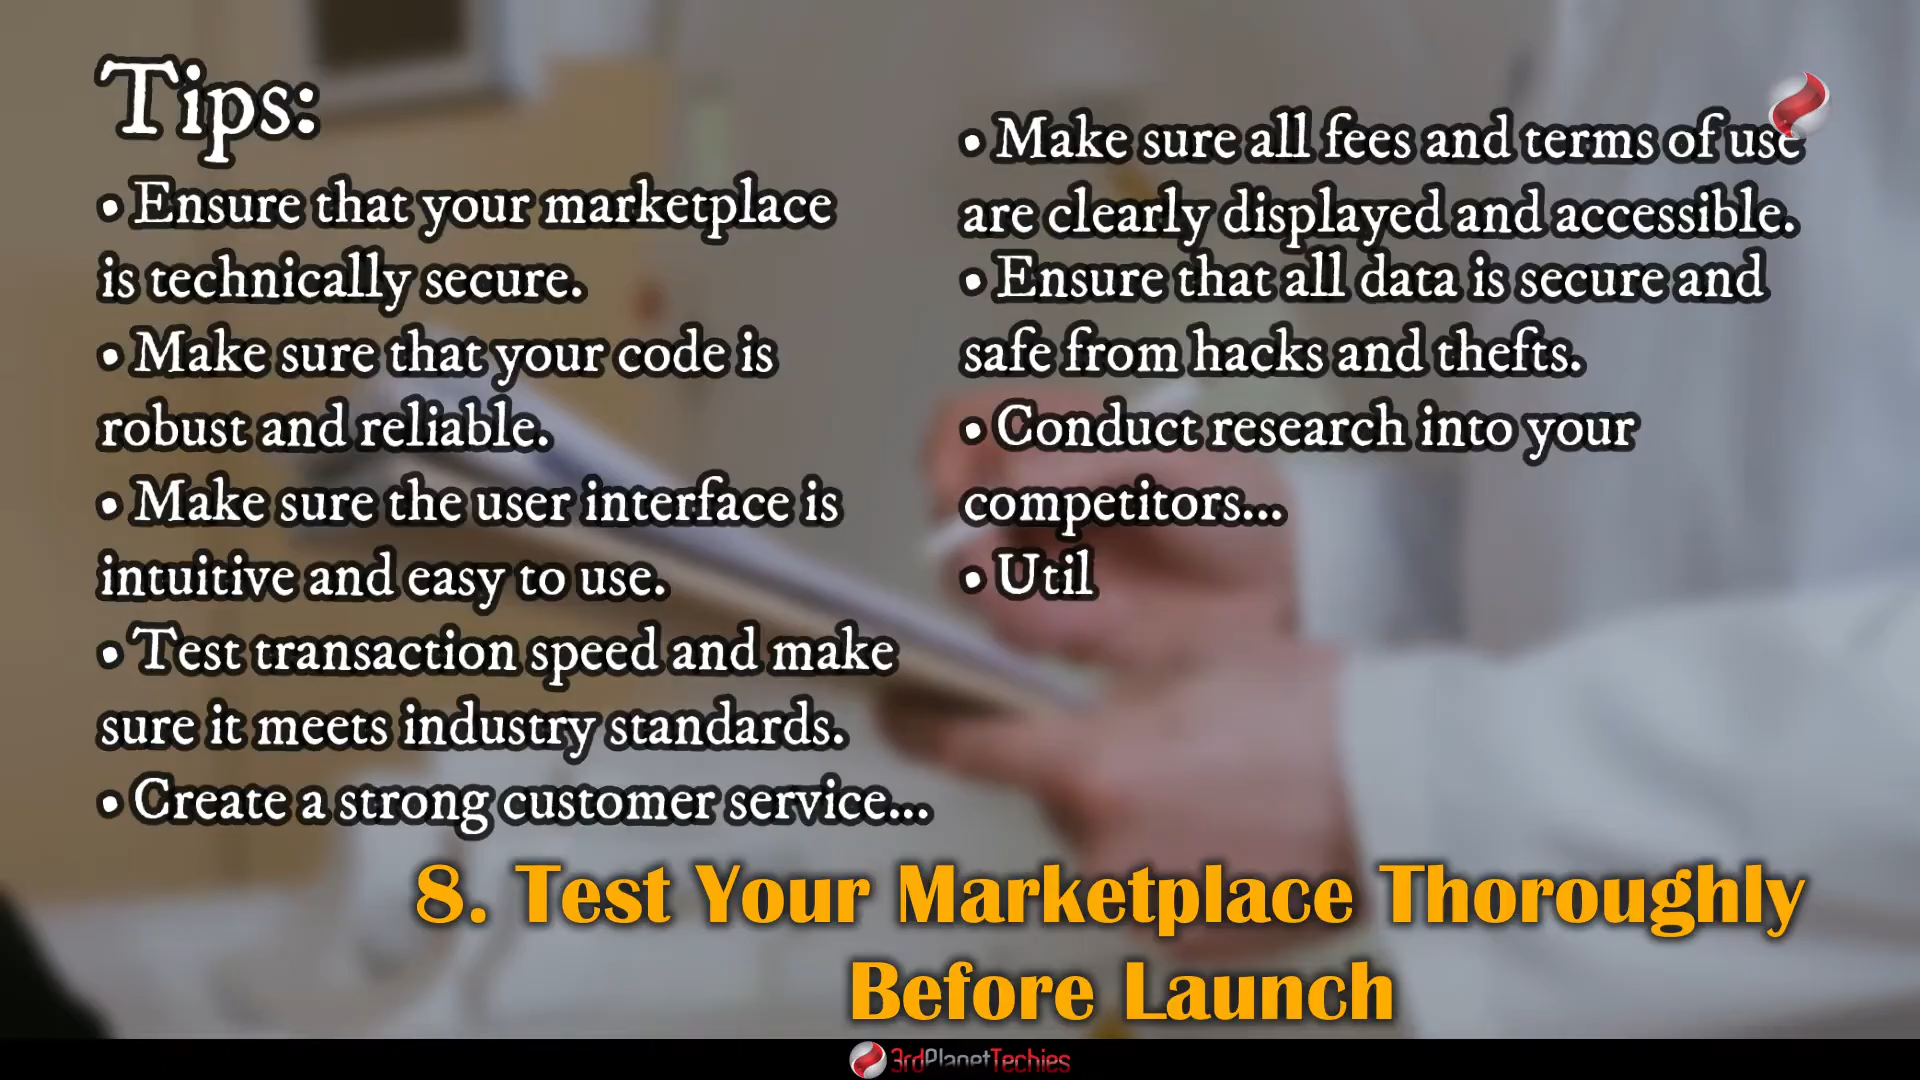 Tips:
• Ensure that your marketplace
is technically secure.
• Make sure that your code is
robust and reliable.
• Make sure the user interface is
intuitive and easy to use.
• Test transaction speed and make
sure it meets industry standards.
• Create a strong customer service...
• Make sure all fees and terms of use
are clearly displayed and accessible.
• Ensure that all data is secure and
safe from hacks and thefts.
• Conduct research into your
competitors...
• Util
8. Test Your Marketplace Thoroughly
Before Launch
3rdPlanetTechies